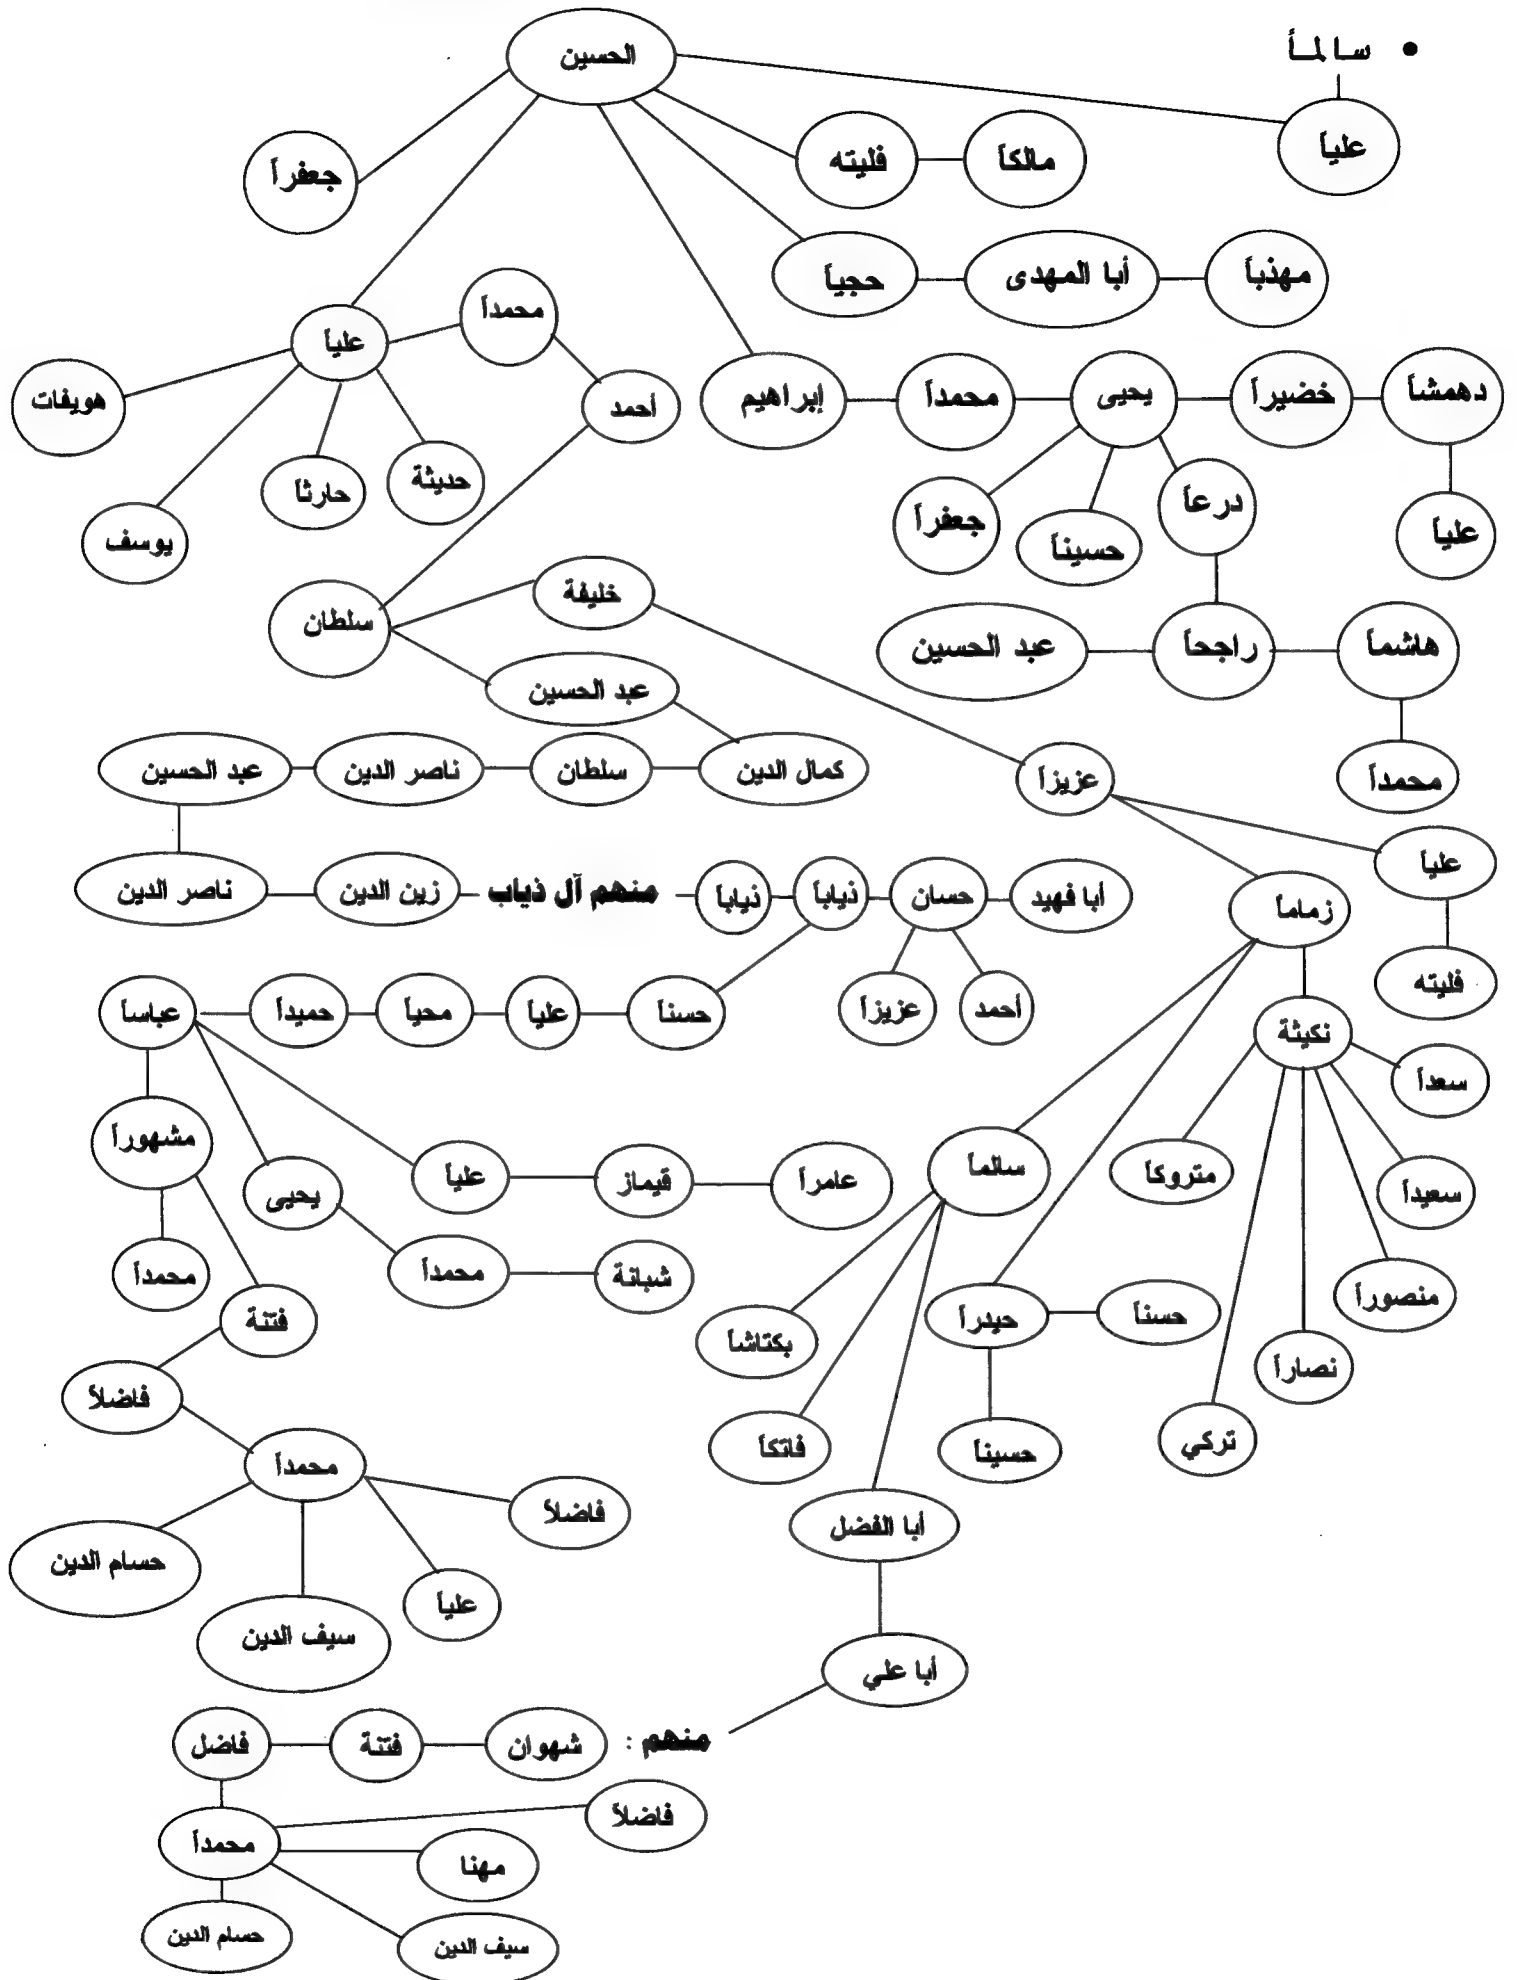 • سالماً
الحسين
علياً
جعفراً
فليته
مالكاً
حجياً
أبا المهدى
مهذباً
علياً
محمداً
أحمد
هويفات
يوسف
حارثاً
حديثة
إبراهيم
محمداً
يحيى
خضيراً
دهمشاً
علياً
جعفراً
حسيناً
درعاً
سلطان
خليفة
عبد الحسين
عبد الحسين
راجحاً
هاشماً
محمداً
كمال الدين
سلطان
ناصر الدين
عبد الحسين
عزيزاً
علياً
فليته
ناصر الدين
زين الدين
منهم آل ذياب
ذياباً
ذياباً
حسان
أبا فهيد
زماماً
عزيزاً
أحمد
حسناً
علياً
محياً
حميداً
عباساً
نكيثة
سعداً
سعيداً
منصوراً
نصاراً
تركي
متروكاً
سالماً
مشهوراً
يحيى
علياً
قيماز
عامراً
محمداً
محمداً
شبانة
فتنة
بكتاشاً
حيدراً
حسناً
فاتكاً
حسيناً
فاضلاً
محمداً
فاضلاً
أبا الفضل
حسام الدين
سيف الدين
علياً
أبا علي
منهم :
شهوان
فتنة
فاضل
فاضلاً
محمداً
مهنا
حسام الدين
سيف الدين